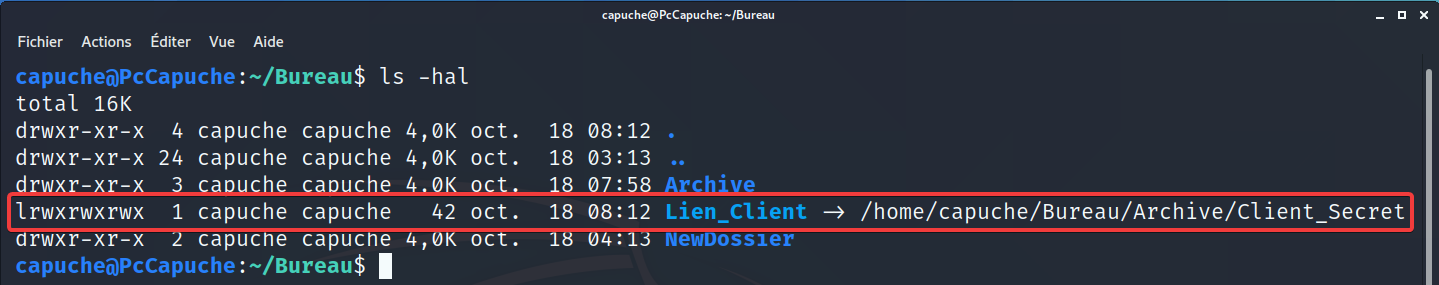 capuche@PcCapuche: ~/Bureau
Fichier Actions Éditer Vue Aide
capuche@PcCapuche:~/Bureau$ ls -hal
total 16K
drwxr-xr-x  4 capuche capuche 4,0K oct.  18 08:12 .
drwxr-xr-x 24 capuche capuche 4,0K oct.  18 03:13 ..
drwxr-xr-x  3 capuche capuche 4,0K oct.  18 07:58 Archive
lrwxrwxrwx  1 capuche capuche   42 oct.  18 08:12 Lien_Client -> /home/capuche/Bureau/Archive/Client_Secret
drwxr-xr-x  2 capuche capuche 4,0K oct.  18 04:13 NewDossier
capuche@PcCapuche:~/Bureau$